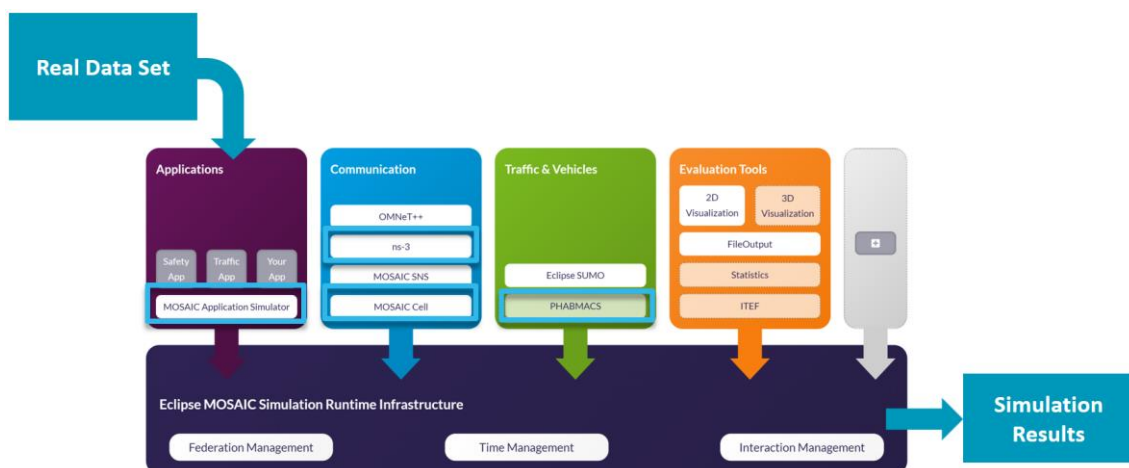 Real Data Set
Applications
Safety
App
Traffic
App
Your
App
MOSAIC Application Simulator
Communication
OMNeT++
ns-3
MOSAIC SNS
MOSAIC Cell
Traffic & Vehicles
Eclipse SUMO
PHABMACS
Evaluation Tools
2D
Visualization
3D
Visualization
FileOutput
Statistics
ITEF
+
Eclipse MOSAIC Simulation Runtime Infrastructure
Federation Management
Time Management
Interaction Management
Simulation
Results